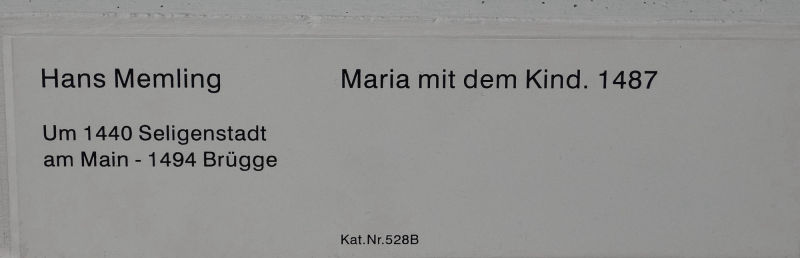 Hans Memling
Maria mit dem Kind. 1487
Um 1440 Seligenstadt
am Main - 1494 Brügge
Kat.Nr.528B